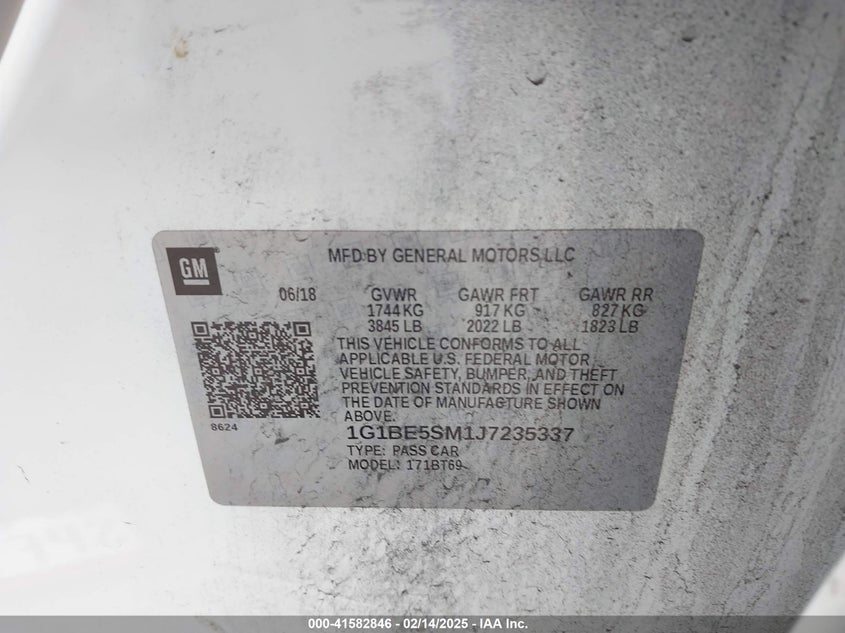 GM
MFD BY GENERAL MOTORS LLC
06/18 GVWR GAWR FRT GAWR RR
1744 KG 917 KG 827 KG
3845 LB 2022 LB 1823 LB
THIS VEHICLE CONFORMS TO ALL
APPLICABLE U.S. FEDERAL MOTOR
VEHICLE SAFETY, BUMPER, AND THEFT
PREVENTION STANDARDS IN EFFECT ON
THE DATE OF MANUFACTURE SHOWN
ABOVE.
8624
1G1BE5SM1J7235337
TYPE: PASS CAR
MODEL: 171BT69
000-41582846 - 02/14/2025 - IAA Inc.